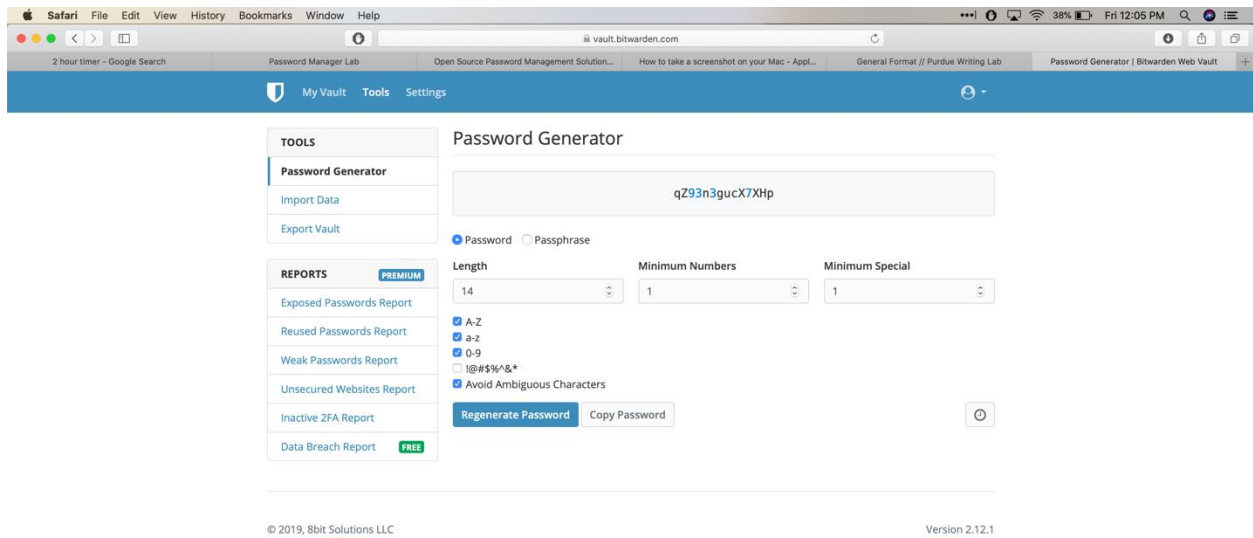 Safari File Edit View History Bookmarks Window Help 38% Fri 12:05 PM
vault.bitwarden.com
2 hour timer - Google Search Password Manager Lab Open Source Password Management Solution... How to take a screenshot on your Mac - Appl... General Format // Purdue Writing Lab Password Generator | Bitwarden Web Vault
My Vault Tools Settings
TOOLS
Password Generator
Import Data
Export Vault
REPORTS PREMIUM
Exposed Passwords Report
Reused Passwords Report
Weak Passwords Report
Unsecured Websites Report
Inactive 2FA Report
Data Breach Report FREE
Password Generator
qZ93n3gucX7XHp
Password Passphrase
Length Minimum Numbers Minimum Special
14 1 1
A-Z
a-z
0-9
!@#$%^&*
Avoid Ambiguous Characters
Regenerate Password Copy Password
© 2019, 8bit Solutions LLC Version 2.12.1